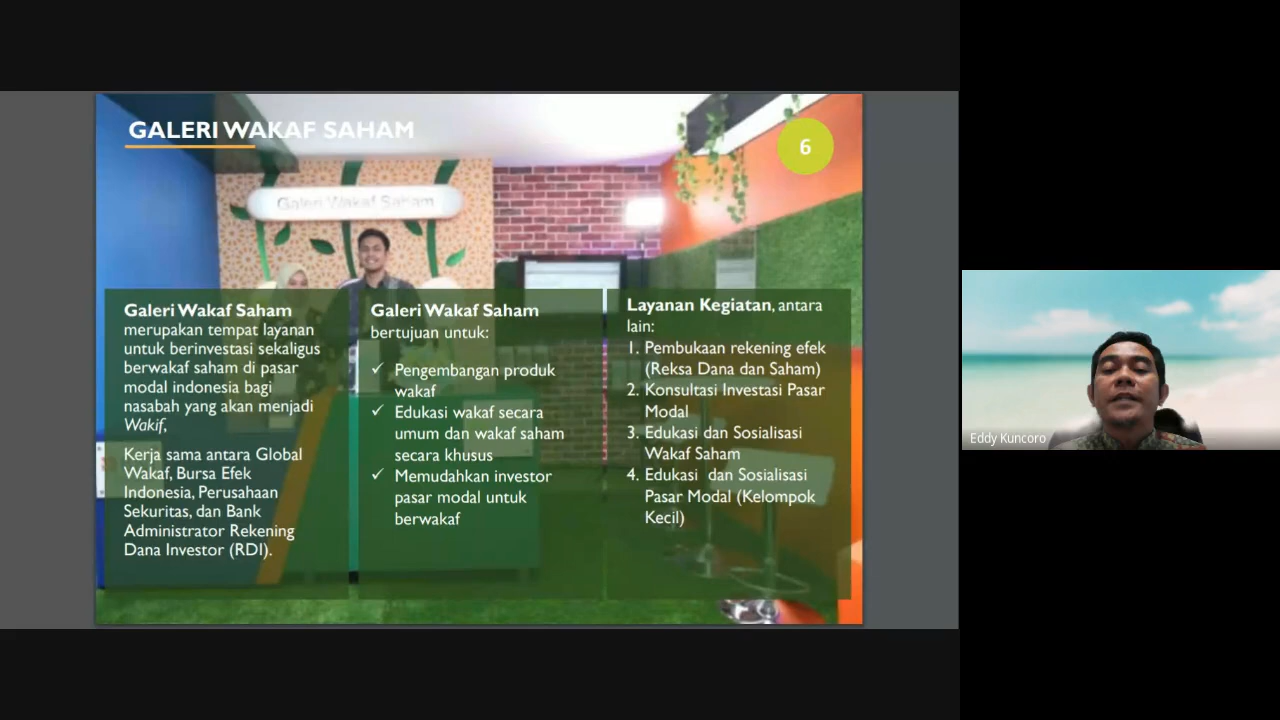 GALERI WAKAF SAHAM
6
Galeri Wakaf Saham
Galeri Wakaf Saham
merupakan tempat layanan
untuk berinvestasi sekaligus
berwakaf saham di pasar
modal indonesia bagi
nasabah yang akan menjadi
Wakif,
Kerja sama antara Global
Wakaf, Bursa Efek
Indonesia, Perusahaan
Sekuritas, dan Bank
Administrator Rekening
Dana Investor (RDI).
Galeri Wakaf Saham
bertujuan untuk:
✓ Pengembangan produk
wakaf
✓ Edukasi wakaf secara
umum dan wakaf saham
secara khusus
✓ Memudahkan investor
pasar modal untuk
berwakaf
Layanan Kegiatan, antara
lain:
1. Pembukaan rekening efek
(Reksa Dana dan Saham)
2. Konsultasi Investasi Pasar
Modal
3. Edukasi dan Sosialisasi
Wakaf Saham
4. Edukasi dan Sosialisasi
Pasar Modal (Kelompok
Kecil)
Eddy Kuncoro